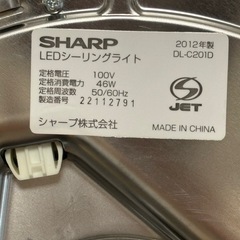 SHARP
2012年製
LEDシーリングライト
DL-C201D
定格電圧: 100V
定格消費電力: 46W
定格周波数: 50/60Hz
製造番号: 22112791
JET
シャープ株式会社
MADE IN CHINA